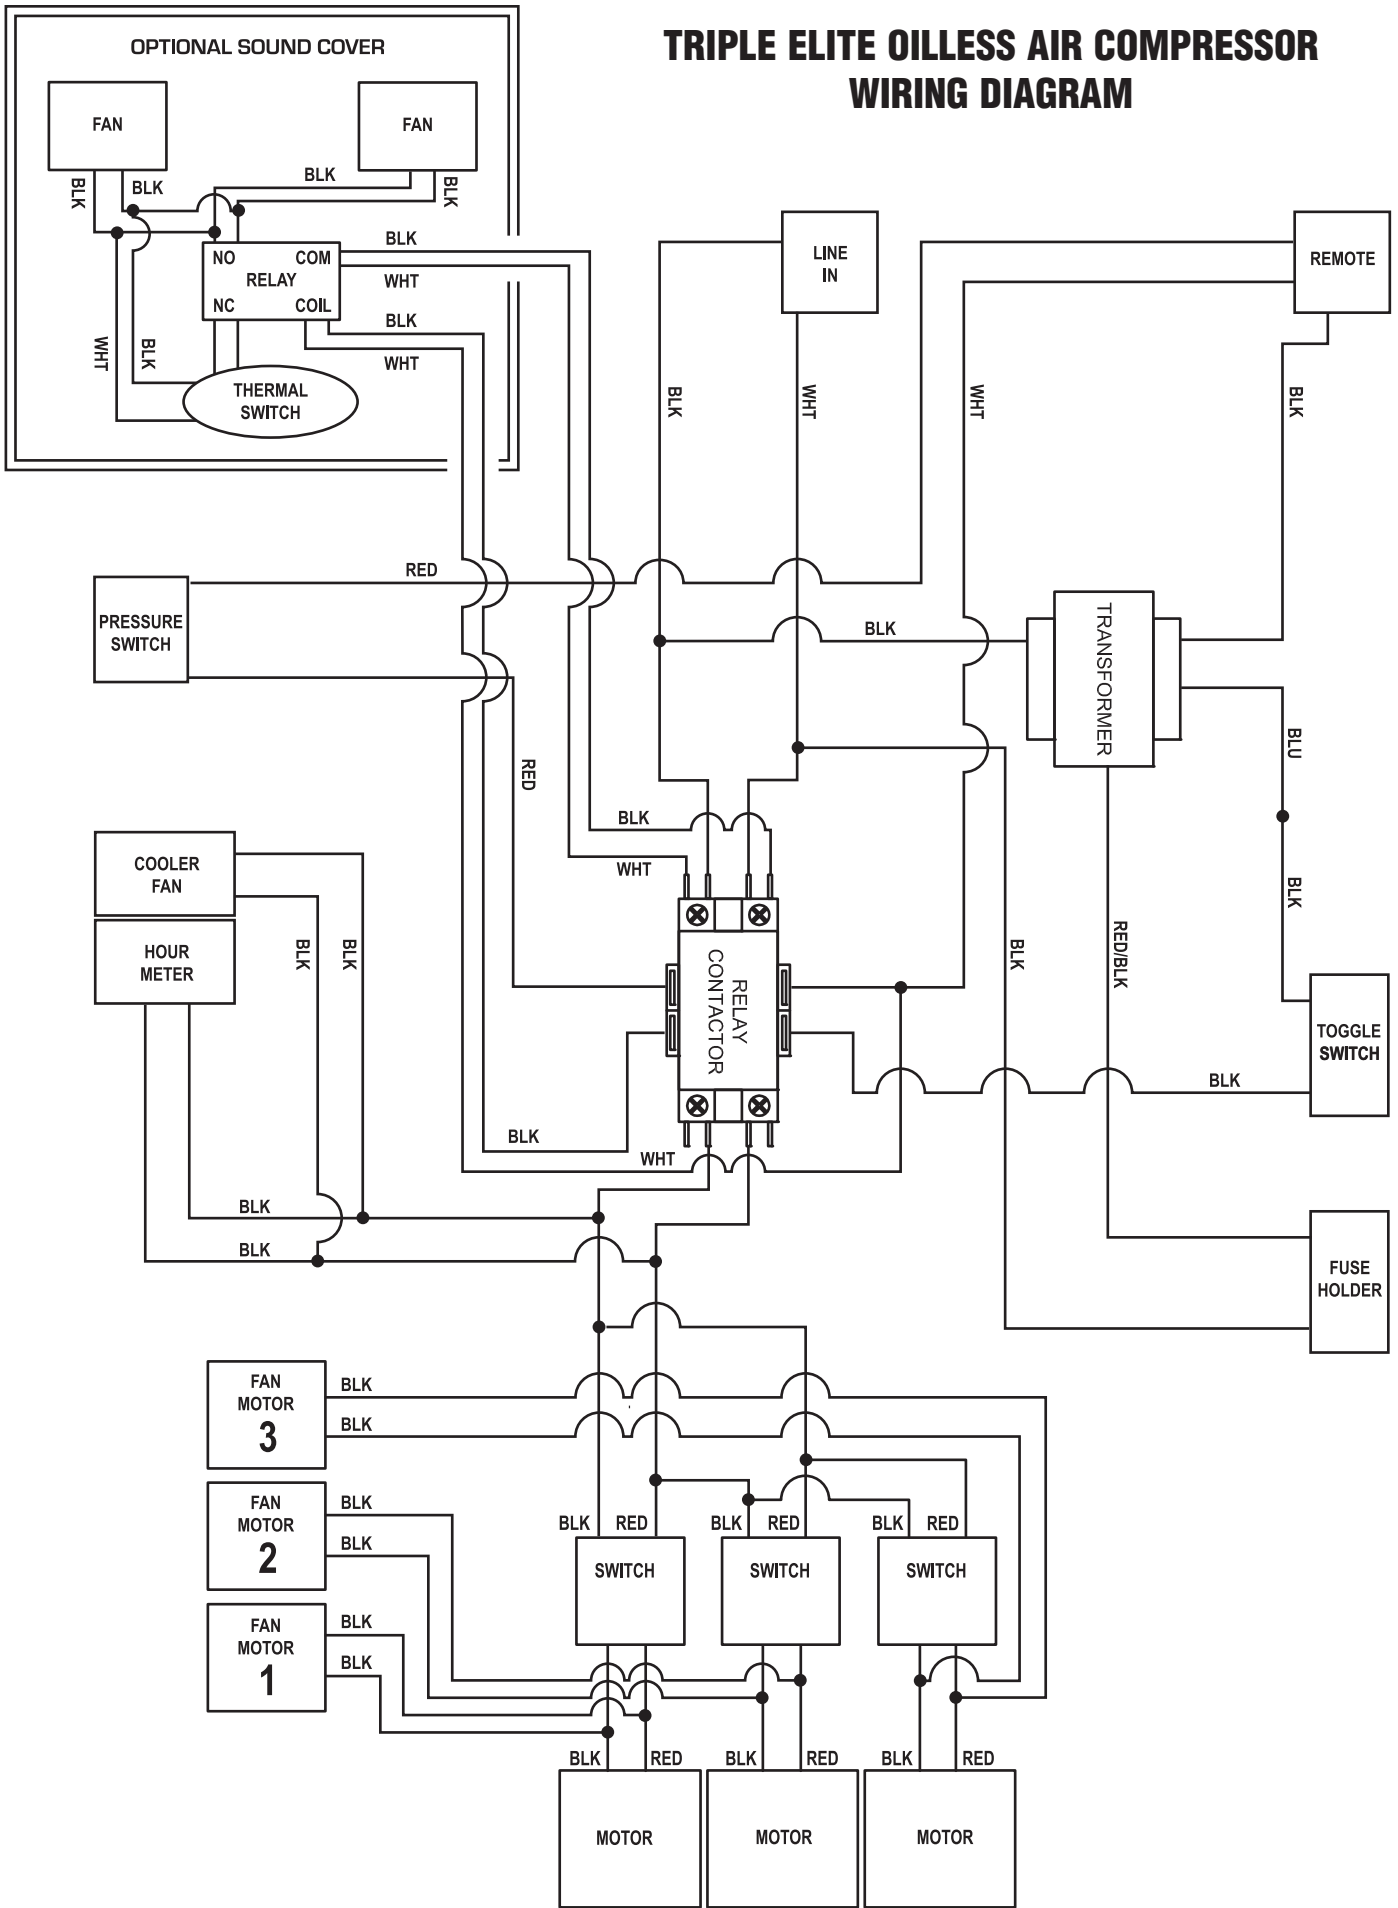 TRIPLE ELITE OILLESS AIR COMPRESSOR
WIRING DIAGRAM
OPTIONAL SOUND COVER
FAN
FAN
BLK
BLK
BLK
BLK
NO
COM
RELAY
NC
COIL
BLK
WHT
BLK
WHT
WHT
BLK
THERMAL
SWITCH
LINE
IN
REMOTE
BLK
WHT
WHT
BLK
RED
PRESSURE
SWITCH
RED
BLK
TRANSFORMER
BLU
BLK
BLK
WHT
COOLER
FAN
HOUR
METER
BLK
BLK
RELAY
CONTACTOR
BLK
RED/BLK
TOGGLE
SWITCH
BLK
BLK
WHT
BLK
BLK
FUSE
HOLDER
FAN
MOTOR
3
BLK
BLK
FAN
MOTOR
2
BLK
BLK
FAN
MOTOR
1
BLK
BLK
BLK
RED
BLK
RED
BLK
RED
SWITCH
SWITCH
SWITCH
BLK
RED
BLK
RED
BLK
RED
MOTOR
MOTOR
MOTOR